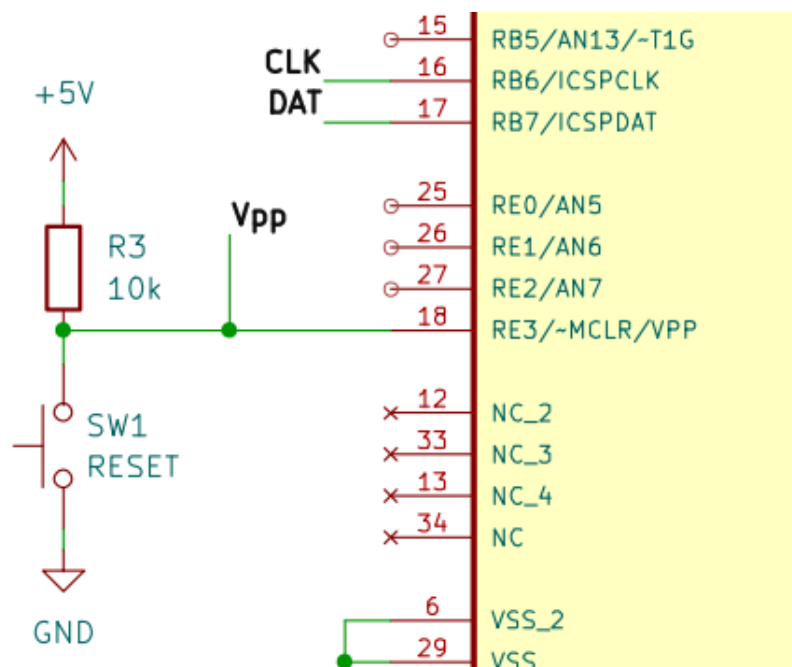 15 RB5/AN13/~T1G
CLK 16 RB6/ICSPCLK
DAT 17 RB7/ICSPDAT
+5V
25 RE0/AN5
Vpp
26 RE1/AN6
R3
10k
27 RE2/AN7
18 RE3/~MCLR/VPP
12 NC_2
SW1
RESET
33 NC_3
13 NC_4
34 NC
GND
6 VSS_2
29 VSS